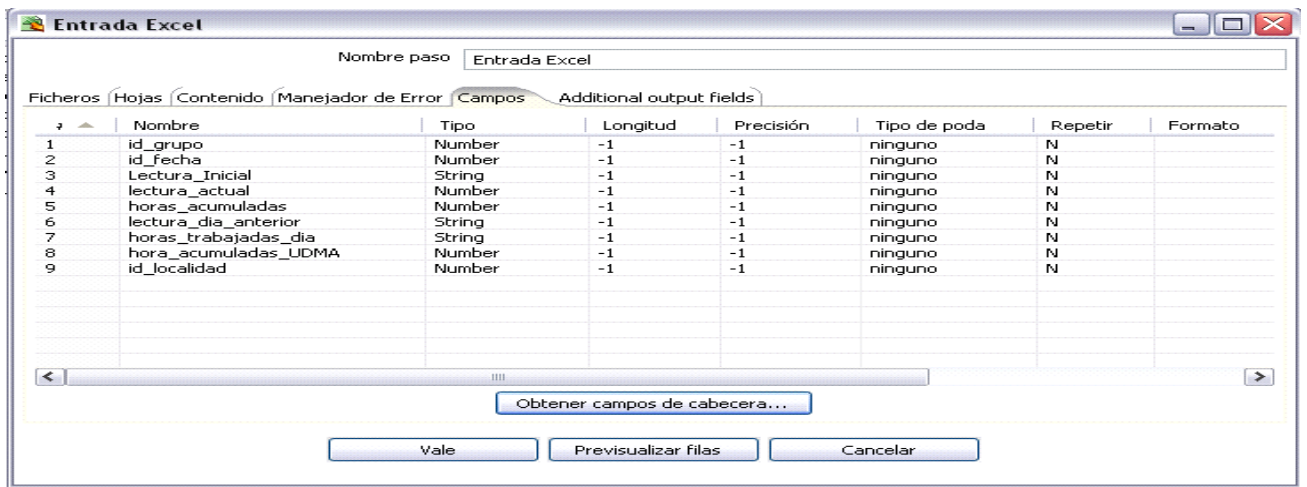 Entrada Excel
Nombre paso Entrada Excel
Ficheros Hojas Contenido Manejador de Error Campos Additional output fields
Nombre Tipo Longitud Precisión Tipo de poda Repetir Formato
1 id_grupo Number -1 -1 ninguno N
2 id_fecha Number -1 -1 ninguno N
3 Lectura_Inicial String -1 -1 ninguno N
4 lectura_actual Number -1 -1 ninguno N
5 horas_acumuladas Number -1 -1 ninguno N
6 lectura_dia_anterior String -1 -1 ninguno N
7 horas_trabajadas_dia String -1 -1 ninguno N
8 hora_acumuladas_UDMA Number -1 -1 ninguno N
9 id_localidad Number -1 -1 ninguno N
Obtener campos de cabecera...
Vale Previsualizar filas Cancelar